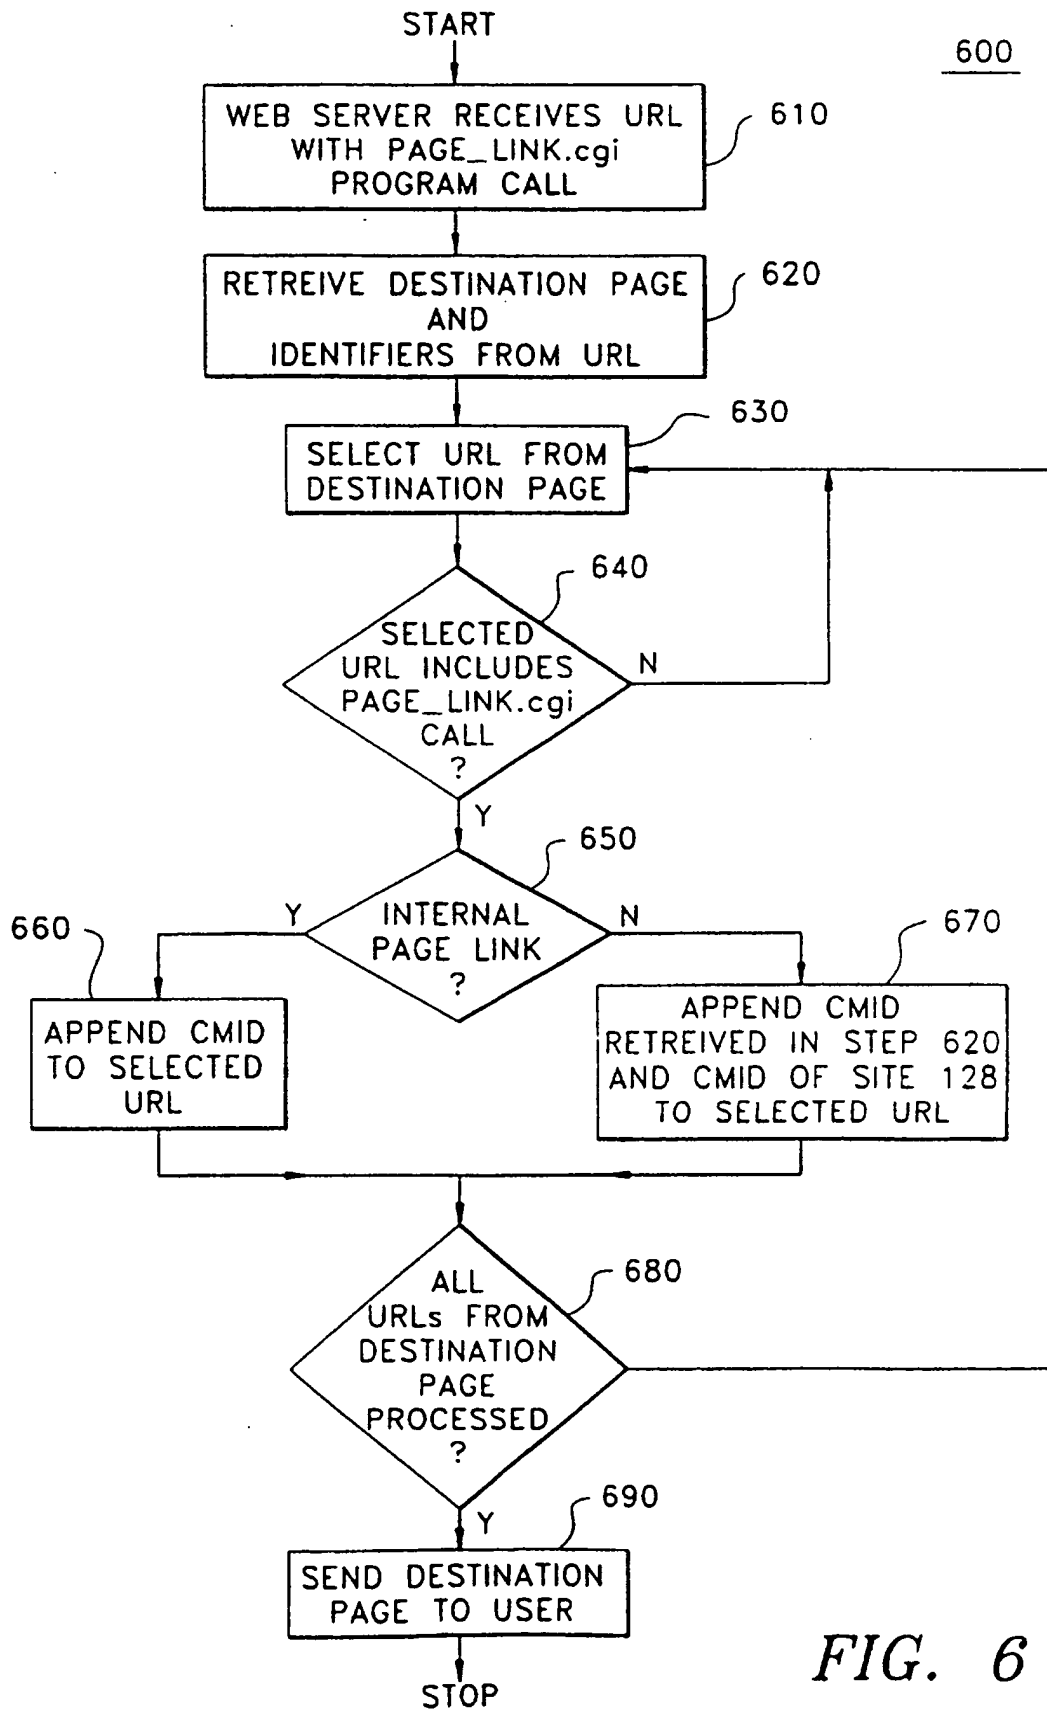 START
600
WEB SERVER RECEIVES URL
WITH PAGE_LINK.cgi
PROGRAM CALL
610
RETREIVE DESTINATION PAGE
AND
IDENTIFIERS FROM URL
620
SELECT URL FROM
DESTINATION PAGE
630
SELECTED
URL INCLUDES
PAGE_LINK.cgi
CALL
?
640
N
Y
INTERNAL
PAGE LINK
?
650
Y
N
660
APPEND CMID
TO SELECTED
URL
670
APPEND CMID
RETREIVED IN STEP 620
AND CMID OF SITE 128
TO SELECTED URL
ALL
URLs FROM
DESTINATION
PAGE
PROCESSED
?
680
Y
690
SEND DESTINATION
PAGE TO USER
STOP
FIG. 6